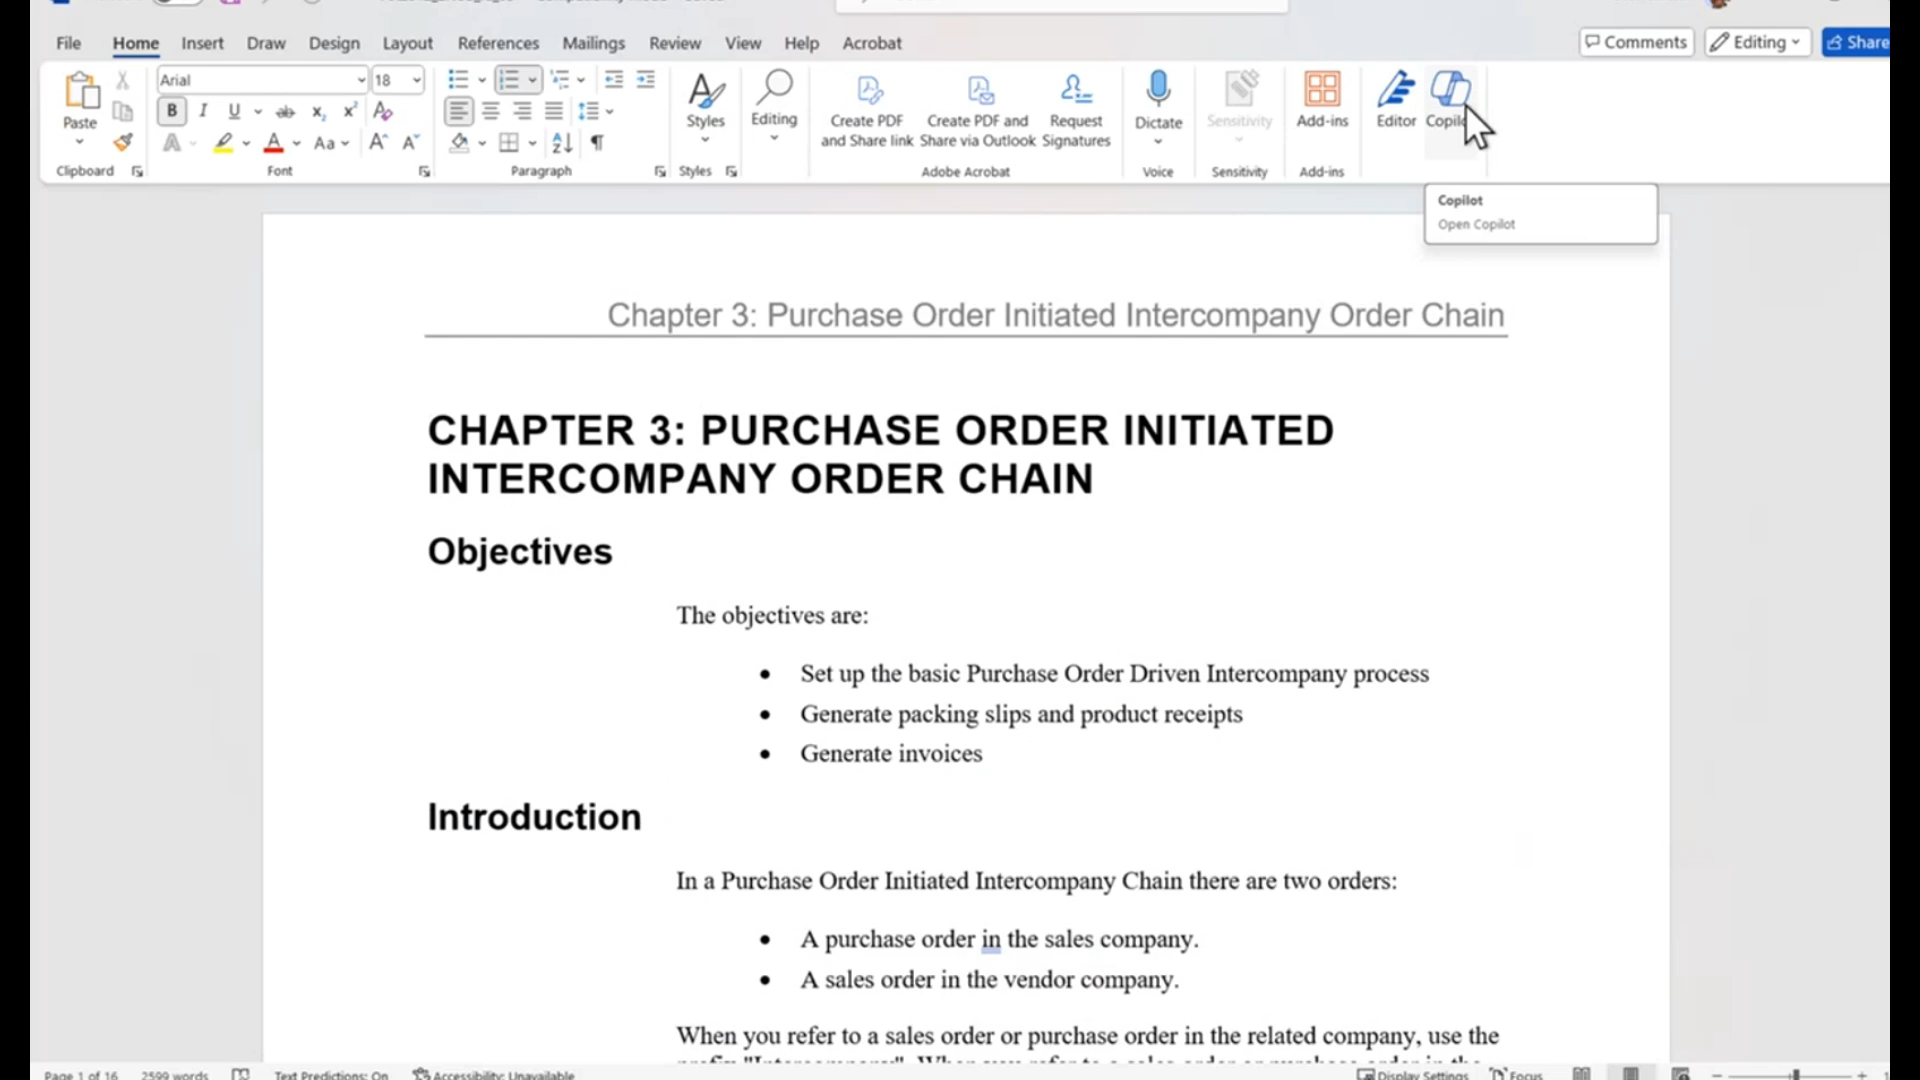 File Home Insert Draw Design Layout References Mailings Review View Help Acrobat Comments Editing Share
Arial 18
Paste
B I U ab x x A
A A Aa A A
Styles
Editing
Create PDF and Share link
Create PDF and Share via Outlook
Request Signatures
Dictate
Sensitivity
Add-ins
Editor
Clipboard Font Paragraph Styles Adobe Acrobat Voice Sensitivity Add-ins
Copilot
Open Copilot
Chapter 3: Purchase Order Initiated Intercompany Order Chain
CHAPTER 3: PURCHASE ORDER INITIATED
INTERCOMPANY ORDER CHAIN
Objectives
The objectives are:
• Set up the basic Purchase Order Driven Intercompany process
• Generate packing slips and product receipts
• Generate invoices
Introduction
In a Purchase Order Initiated Intercompany Chain there are two orders:
• A purchase order in the sales company.
• A sales order in the vendor company.
When you refer to a sales order or purchase order in the related company, use the
Page 1 of 16 2599 words Text Predictions: On Accessibility: Unavailable Display Settings Focus